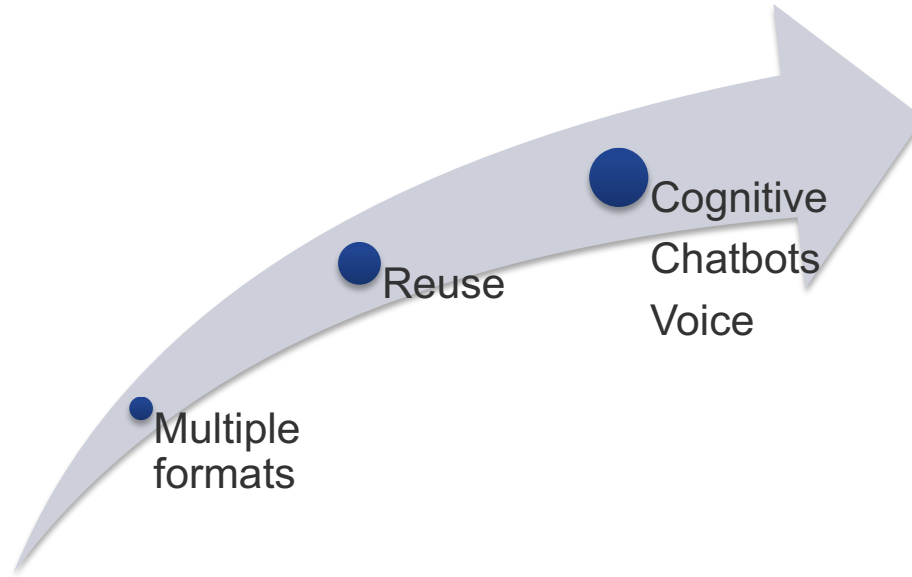 Multiple
formats
Reuse
Cognitive
Chatbots
Voice